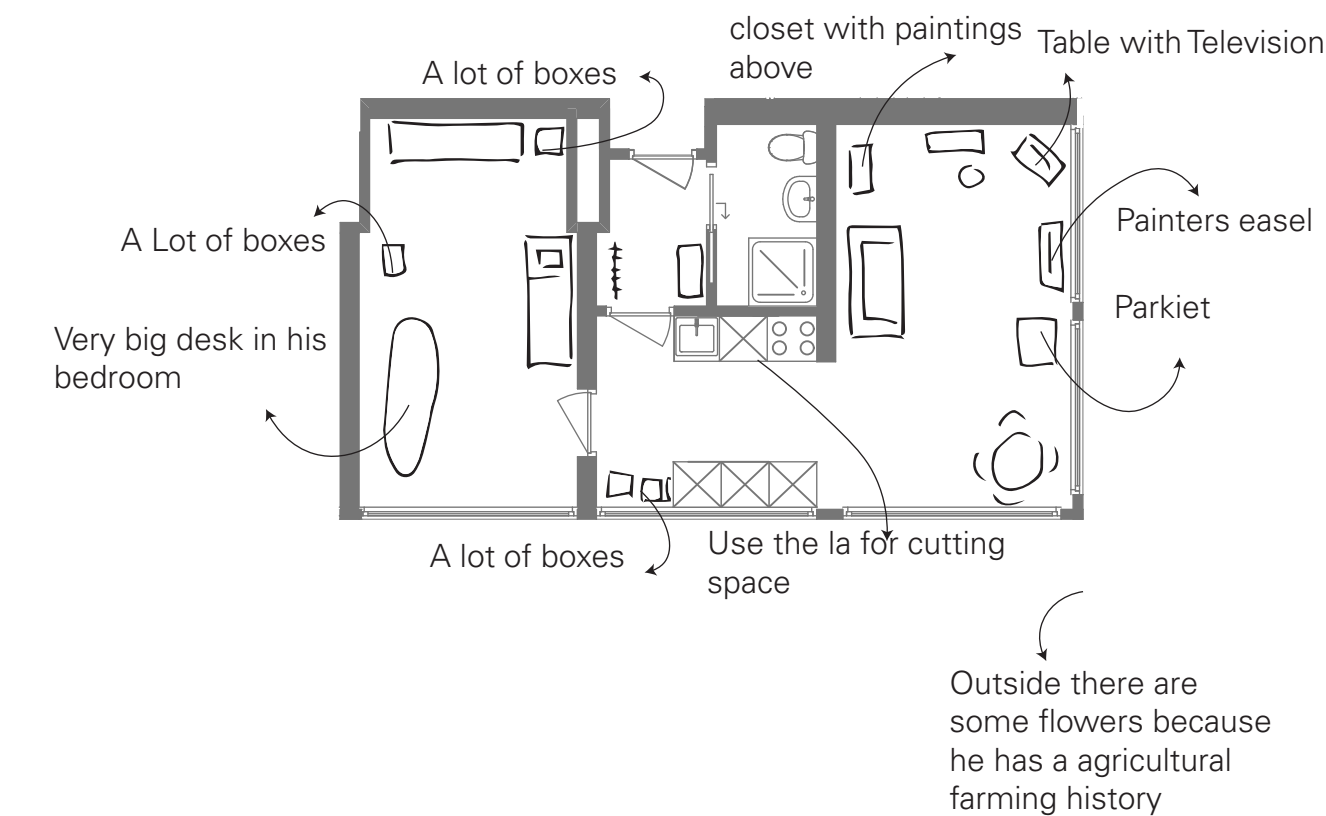 closet with paintings
above
Table with Television
A lot of boxes
Painters easel
A Lot of boxes
Parkiet
Very big desk in his
bedroom
A lot of boxes
Use the la for cutting
space
Outside there are
some flowers because
he has a agricultural
farming history